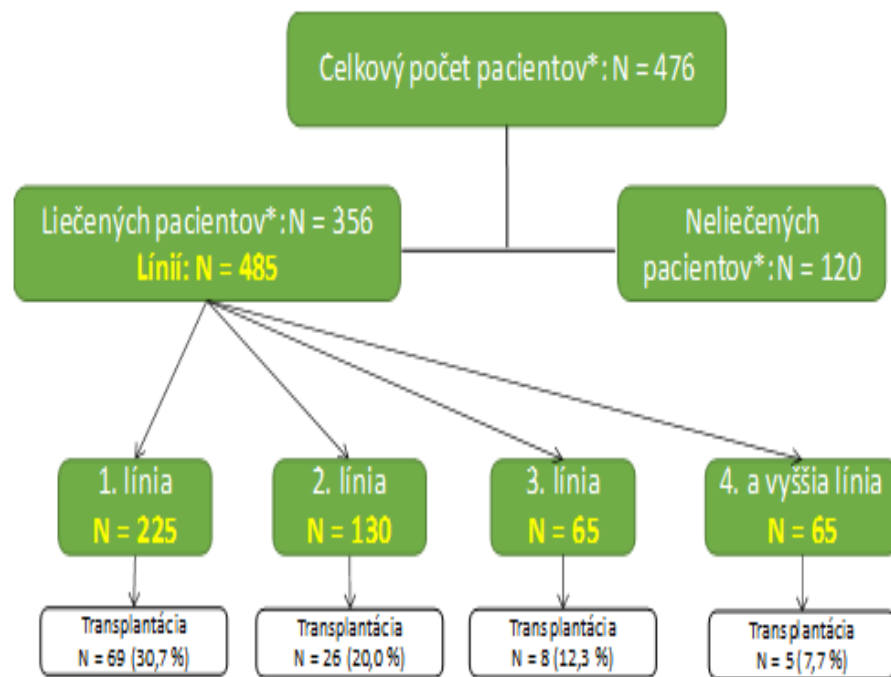 Celkový počet pacientov*: N = 476
Liečených pacientov*: N = 356
Línií: N = 485
Neliečených
pacientov*: N = 120
1. línia
N = 225
2. línia
N = 130
3. línia
N = 65
4. a vyššia línia
N = 65
Transplantácia
N = 69 (30,7 %)
Transplantácia
N = 26 (20,0 %)
Transplantácia
N = 8 (12,3 %)
Transplantácia
N = 5 (7,7 %)